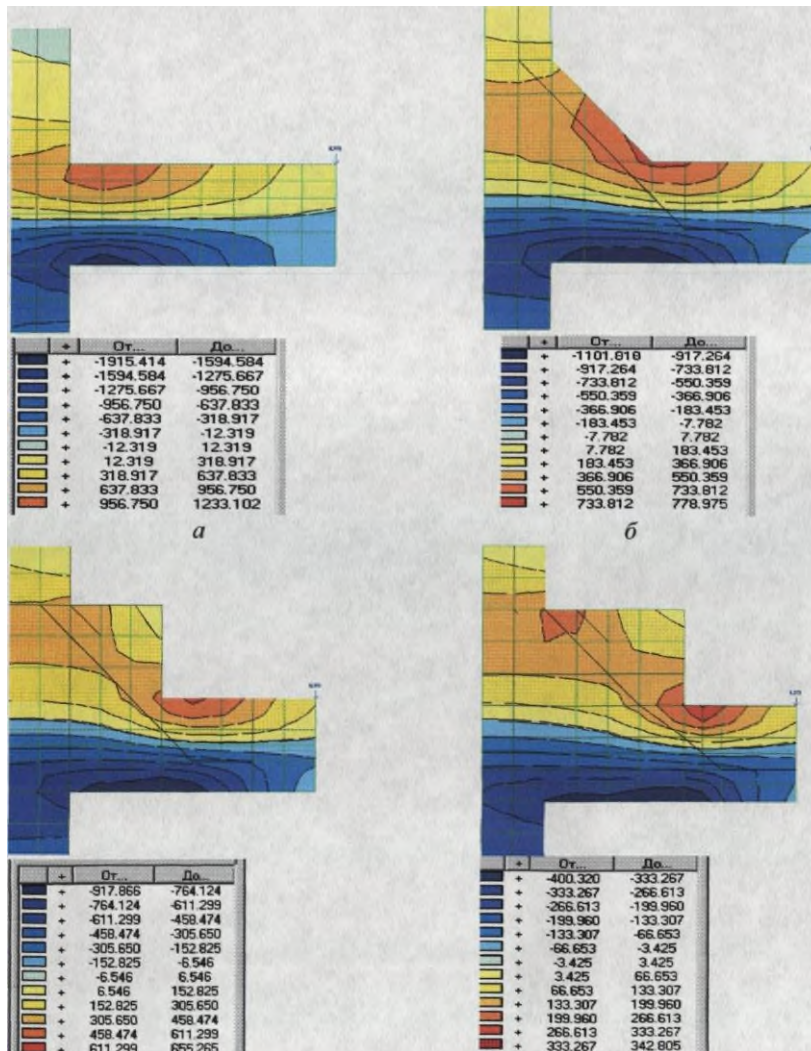 + От... До...
+ -1915.414 -1594.584
+ -1594.584 -1275.667
+ -1275.667 -956.750
+ -956.750 -637.833
+ -637.833 -318.917
+ -318.917 -12.319
+ -12.319 12.319
+ 12.319 318.917
+ 318.917 637.833
+ 637.833 956.750
+ 956.750 1233.102
а
+ От... До...
+ -1101.818 -917.264
+ -917.264 -733.812
+ -733.812 -550.359
+ -550.359 -366.906
+ -366.906 -183.453
+ -183.453 -7.782
+ -7.782 7.782
+ 7.782 183.453
+ 183.453 366.906
+ 366.906 550.359
+ 550.359 733.812
+ 733.812 778.975
б
+ От... До...
+ -917.866 -764.124
+ -764.124 -611.299
+ -611.299 -458.474
+ -458.474 -305.650
+ -305.650 -152.825
+ -152.825 -6.546
+ -6.546 6.546
+ 6.546 152.825
+ 152.825 305.650
+ 305.650 458.474
+ 458.474 611.299
+ 611.299 655.265
+ От... До...
+ -400.320 -333.267
+ -333.267 -266.613
+ -266.613 -199.960
+ -199.960 -133.307
+ -133.307 -66.653
+ -66.653 -3.425
+ -3.425 3.425
+ 3.425 66.653
+ 66.653 133.307
+ 133.307 199.960
+ 199.960 266.613
+ 266.613 333.267
+ 333.267 342.805